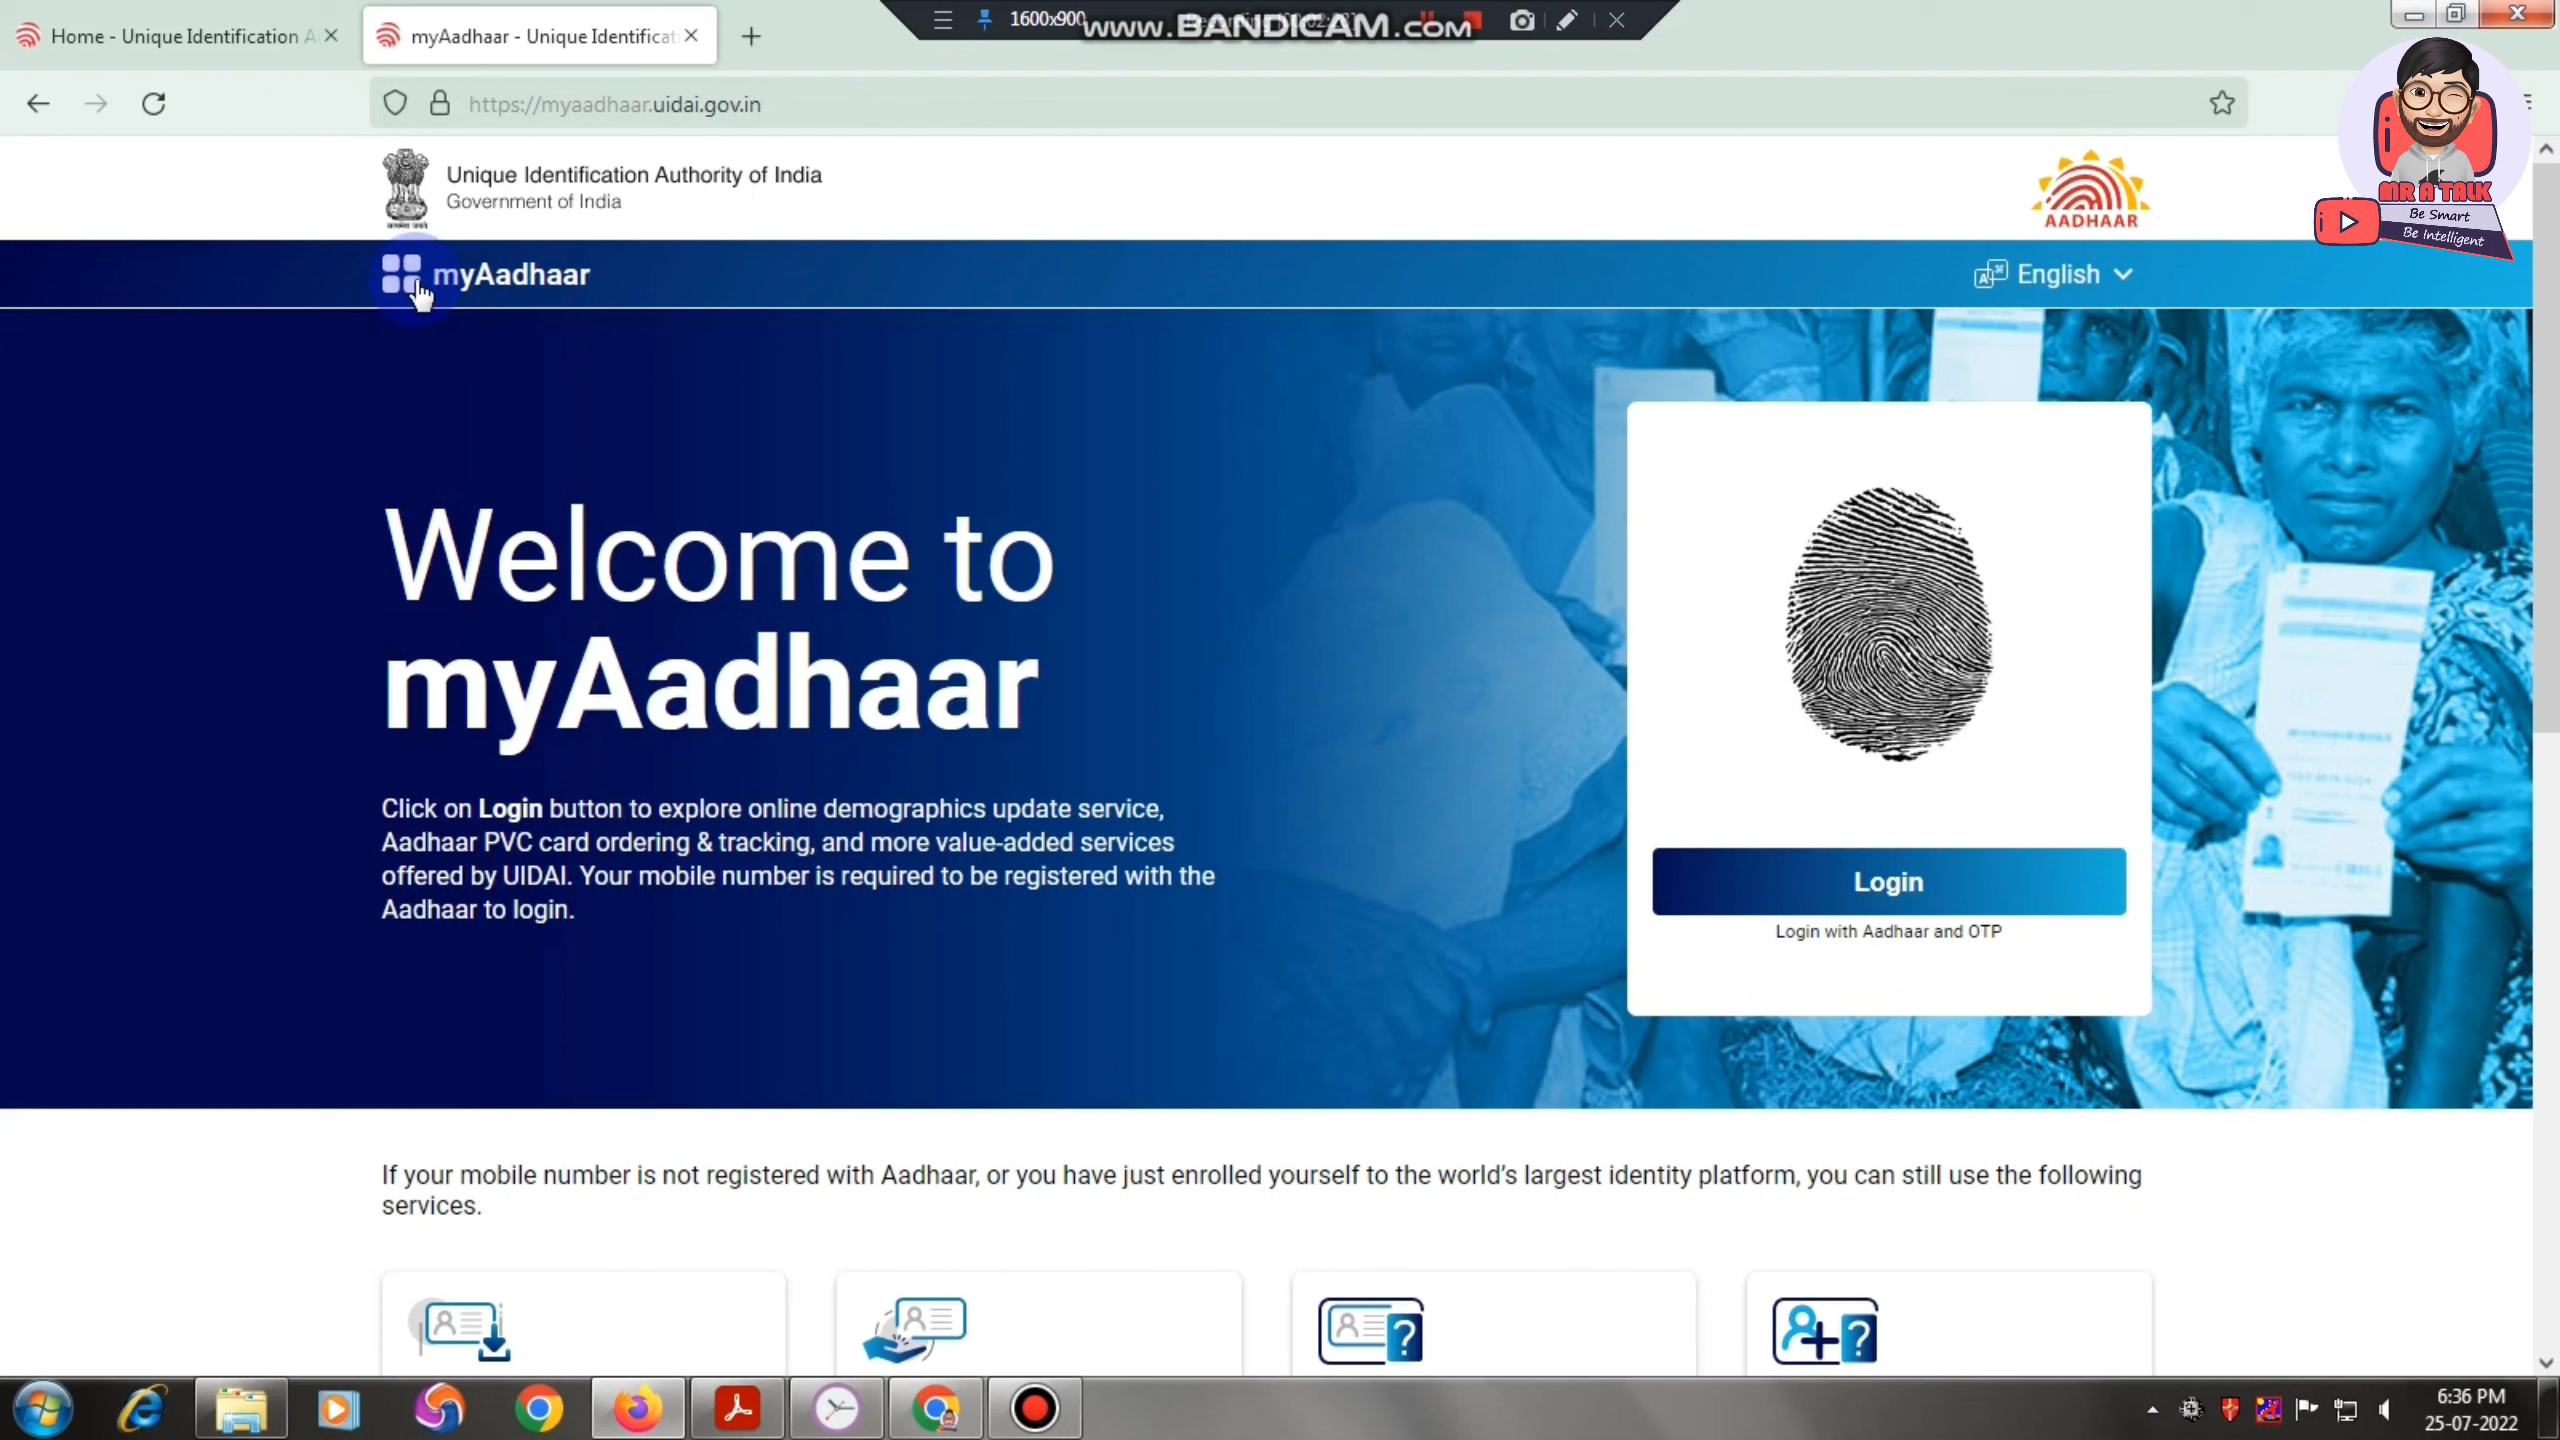 Home - Unique Identification A
myAadhaar - Unique Identificat
1600x900
www.BANDICAM.com
https://myaadhaar.uidai.gov.in
MR A TALK
Be Smart
Be Intelligent
Unique Identification Authority of India
Government of India
AADHAAR
myAadhaar
English
Welcome to
myAadhaar
Click on Login button to explore online demographics update service,
Aadhaar PVC card ordering & tracking, and more value-added services
offered by UIDAI. Your mobile number is required to be registered with the
Aadhaar to login.
Login
Login with Aadhaar and OTP
If your mobile number is not registered with Aadhaar, or you have just enrolled yourself to the world's largest identity platform, you can still use the following
services.
6:36 PM
25-07-2022